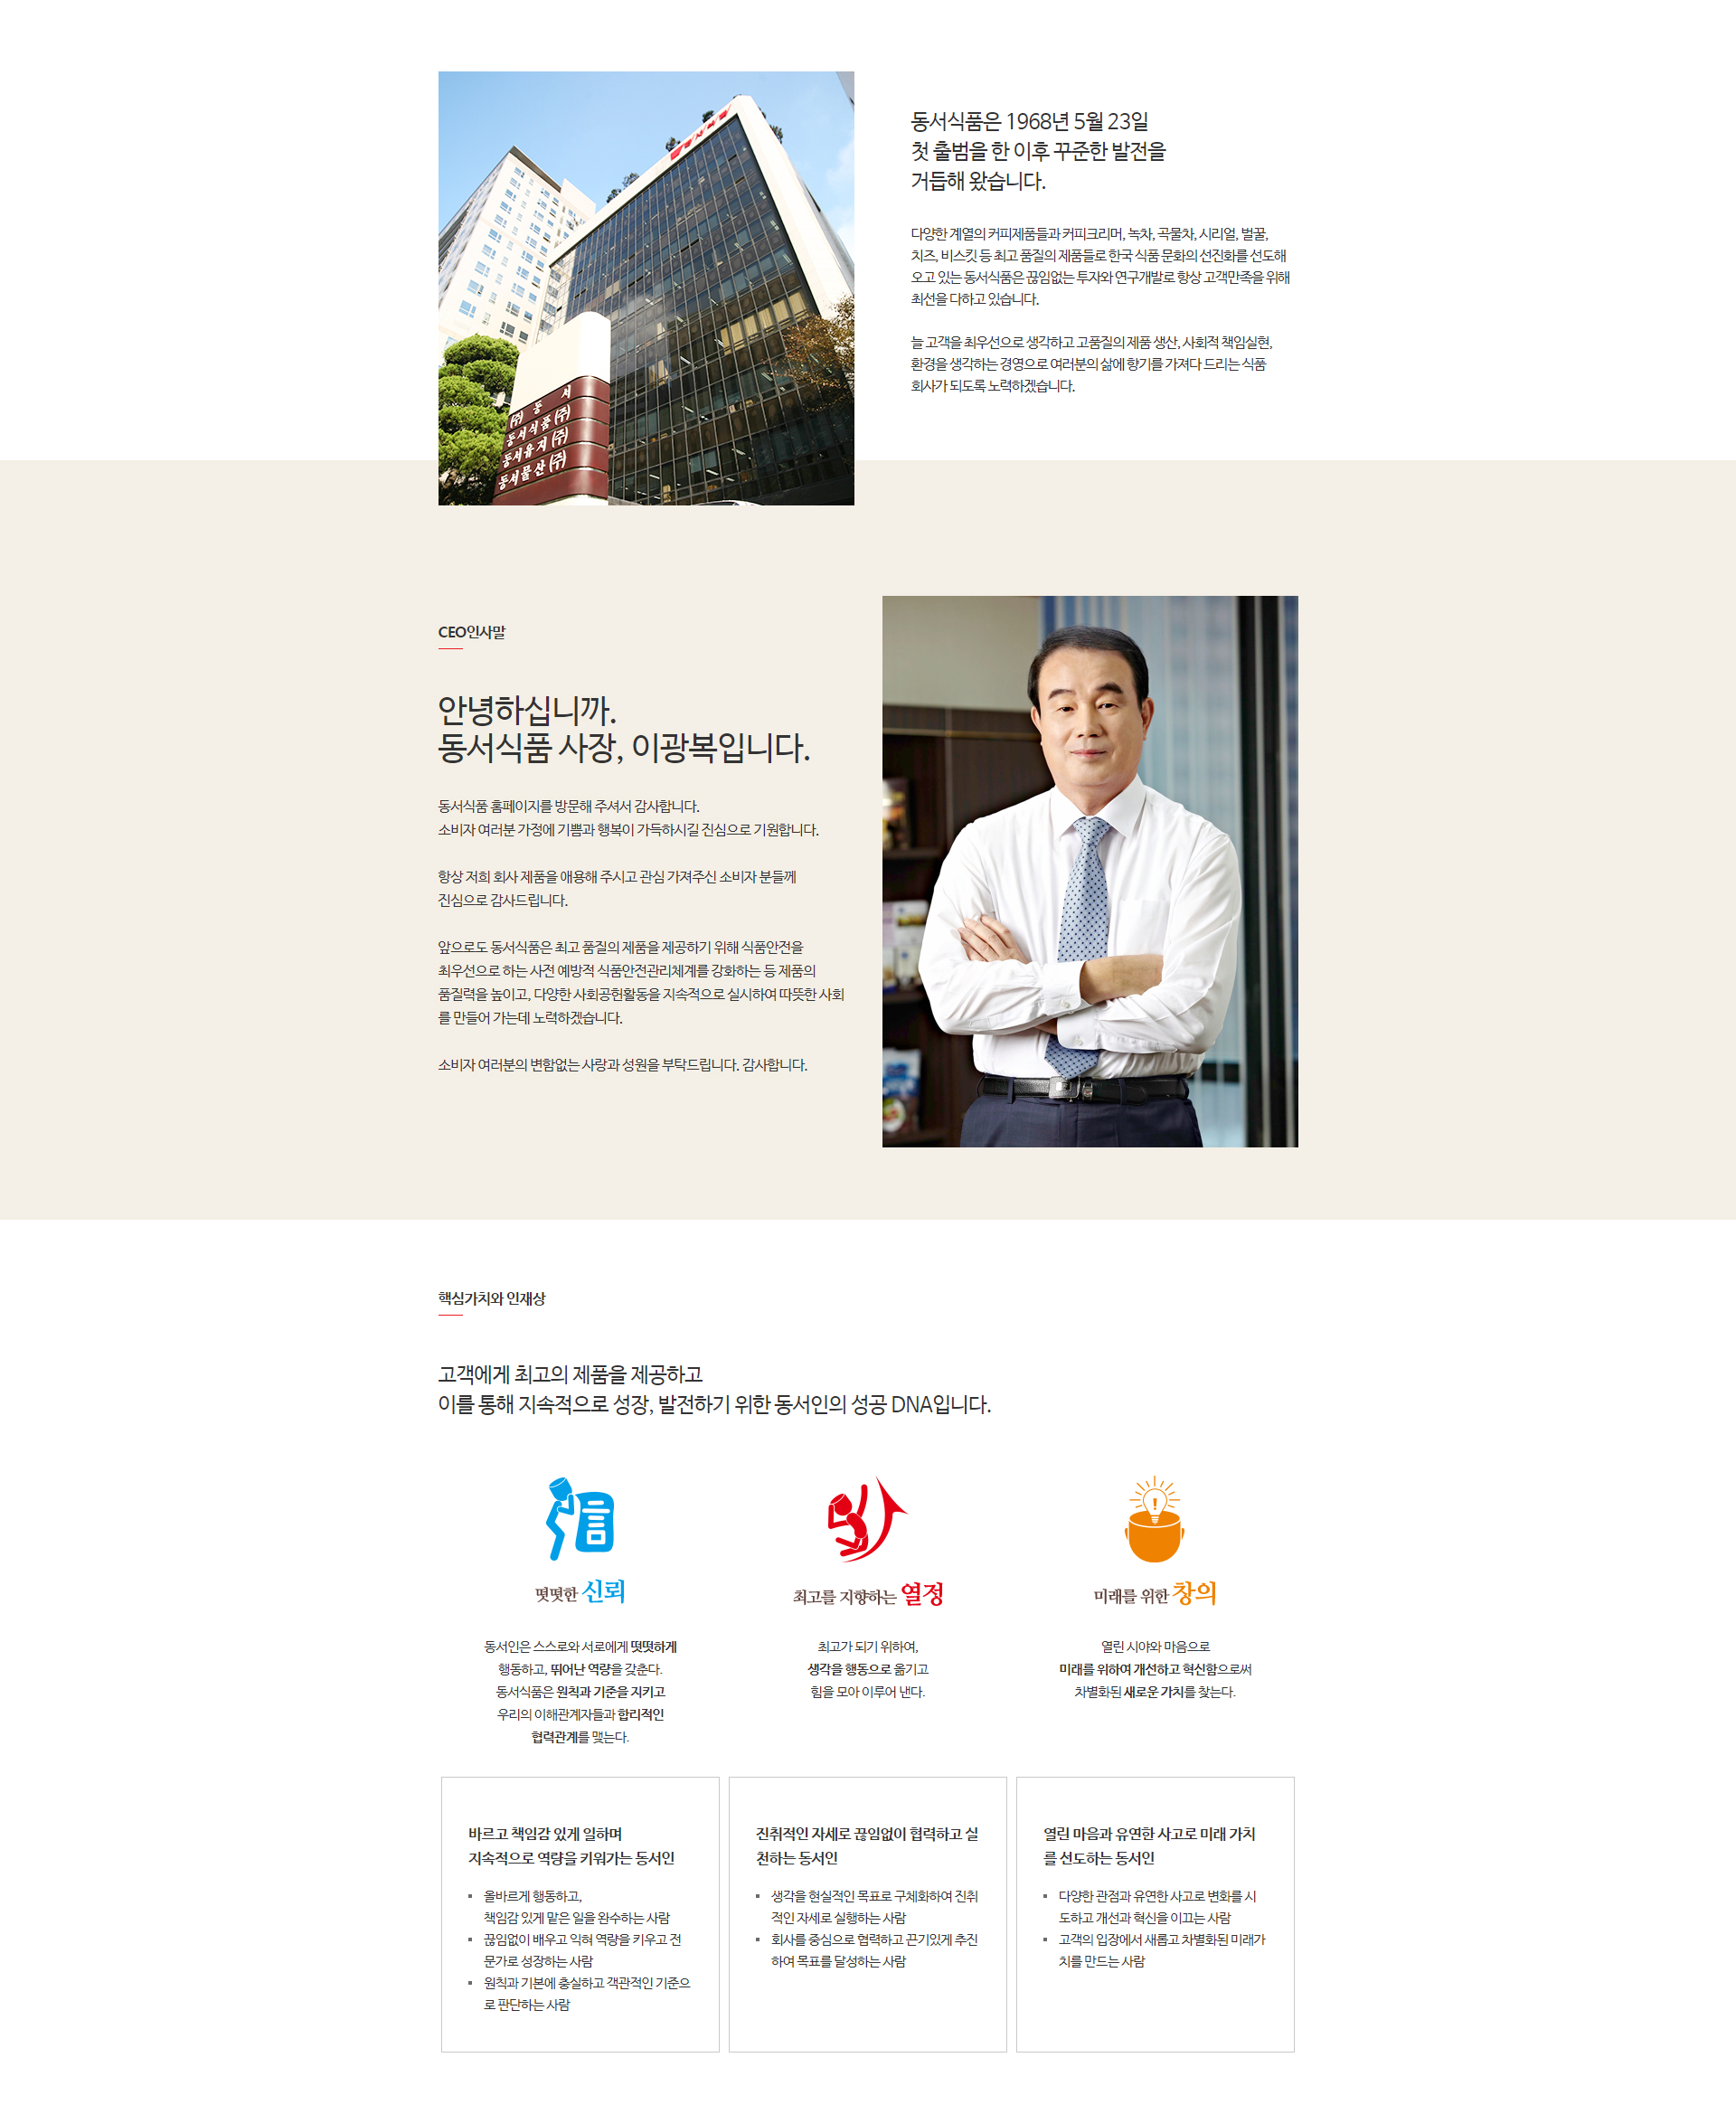 동서식품은 1968년 5월 23일
첫 출범을 한 이후 꾸준한 발전을
거듭해 왔습니다.
다양한 계열의 커피제품들과 커피크리머, 녹차, 곡물차, 시리얼, 벌꿀,
치즈, 비스킷 등 최고 품질의 제품들로 한국 식품 문화의 선진화를 선도해
오고 있는 동서식품은 끊임없는 투자와 연구개발로 항상 고객만족을 위해
최선을 다하고 있습니다.
늘 고객을 최우선으로 생각하고 고품질의 제품 생산, 사회적 책임실현,
환경을 생각하는 경영으로 여러분의 삶에 향기를 가져다 드리는 식품
회사가 되도록 노력하겠습니다.
(주) 동 서
동서식품(주)
동서유지(주)
동서물산(주)
CEO인사말
안녕하십니까.
동서식품 사장, 이광복입니다.
동서식품 홈페이지를 방문해 주셔서 감사합니다.
소비자 여러분 가정에 기쁨과 행복이 가득하시길 진심으로 기원합니다.
항상 저희 회사 제품을 애용해 주시고 관심 가져주신 소비자 분들께
진심으로 감사드립니다.
앞으로도 동서식품은 최고 품질의 제품을 제공하기 위해 식품안전을
최우선으로 하는 사전 예방적 식품안전관리체계를 강화하는 등 제품의
품질력을 높이고, 다양한 사회공헌활동을 지속적으로 실시하여 따뜻한 사회
를 만들어 가는데 노력하겠습니다.
소비자 여러분의 변함없는 사랑과 성원을 부탁드립니다. 감사합니다.
핵심가치와 인재상
고객에게 최고의 제품을 제공하고
이를 통해 지속적으로 성장, 발전하기 위한 동서인의 성공 DNA입니다.
信
떳떳한 신뢰
동서인은 스스로와 서로에게 떳떳하게
행동하고, 뛰어난 역량을 갖춘다.
동서식품은 원칙과 기준을 지키고
우리의 이해관계자들과 합리적인
협력관계를 맺는다.
최고를 지향하는 열정
최고가 되기 위하여,
생각을 행동으로 옮기고
힘을 모아 이루어 낸다.
미래를 위한 창의
열린 시야와 마음으로
미래를 위하여 개선하고 혁신함으로써
차별화된 새로운 가치를 찾는다.
바르고 책임감 있게 일하며
지속적으로 역량을 키워가는 동서인
올바르게 행동하고,
책임감 있게 맡은 일을 완수하는 사람
끊임없이 배우고 익혀 역량을 키우고 전
문가로 성장하는 사람
원칙과 기본에 충실하고 객관적인 기준으
로 판단하는 사람
진취적인 자세로 끊임없이 협력하고 실
천하는 동서인
생각을 현실적인 목표로 구체화하여 진취
적인 자세로 실행하는 사람
회사를 중심으로 협력하고 끈기있게 추진
하여 목표를 달성하는 사람
열린 마음과 유연한 사고로 미래 가치
를 선도하는 동서인
다양한 관점과 유연한 사고로 변화를 시
도하고 개선과 혁신을 이끄는 사람
고객의 입장에서 새롭고 차별화된 미래가
치를 만드는 사람